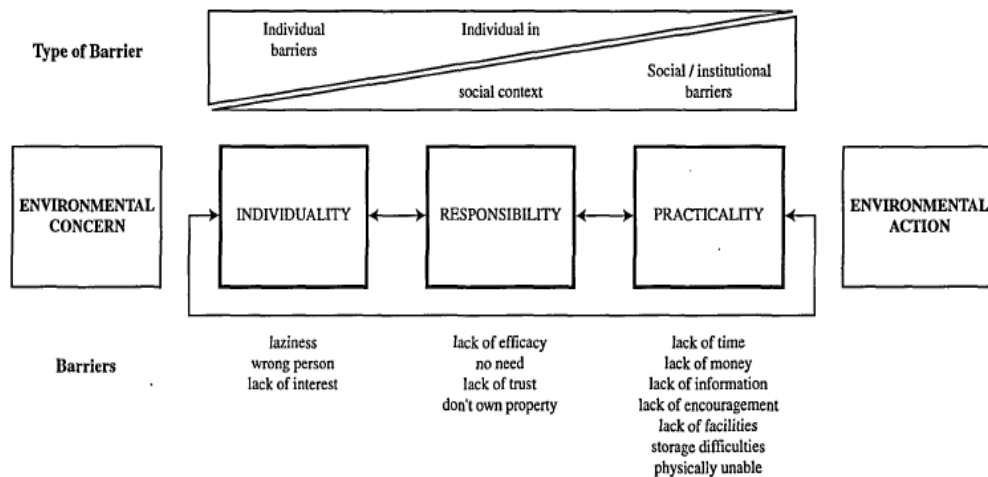 Type of Barrier
Individual
barriers
Individual in
social context
Social / institutional
barriers
ENVIRONMENTAL
CONCERN
INDIVIDUALITY
RESPONSIBILITY
PRACTICALITY
ENVIRONMENTAL
ACTION
Barriers
laziness
wrong person
lack of interest
lack of efficacy
no need
lack of trust
don't own property
lack of time
lack of money
lack of information
lack of encouragement
lack of facilities
storage difficulties
physically unable